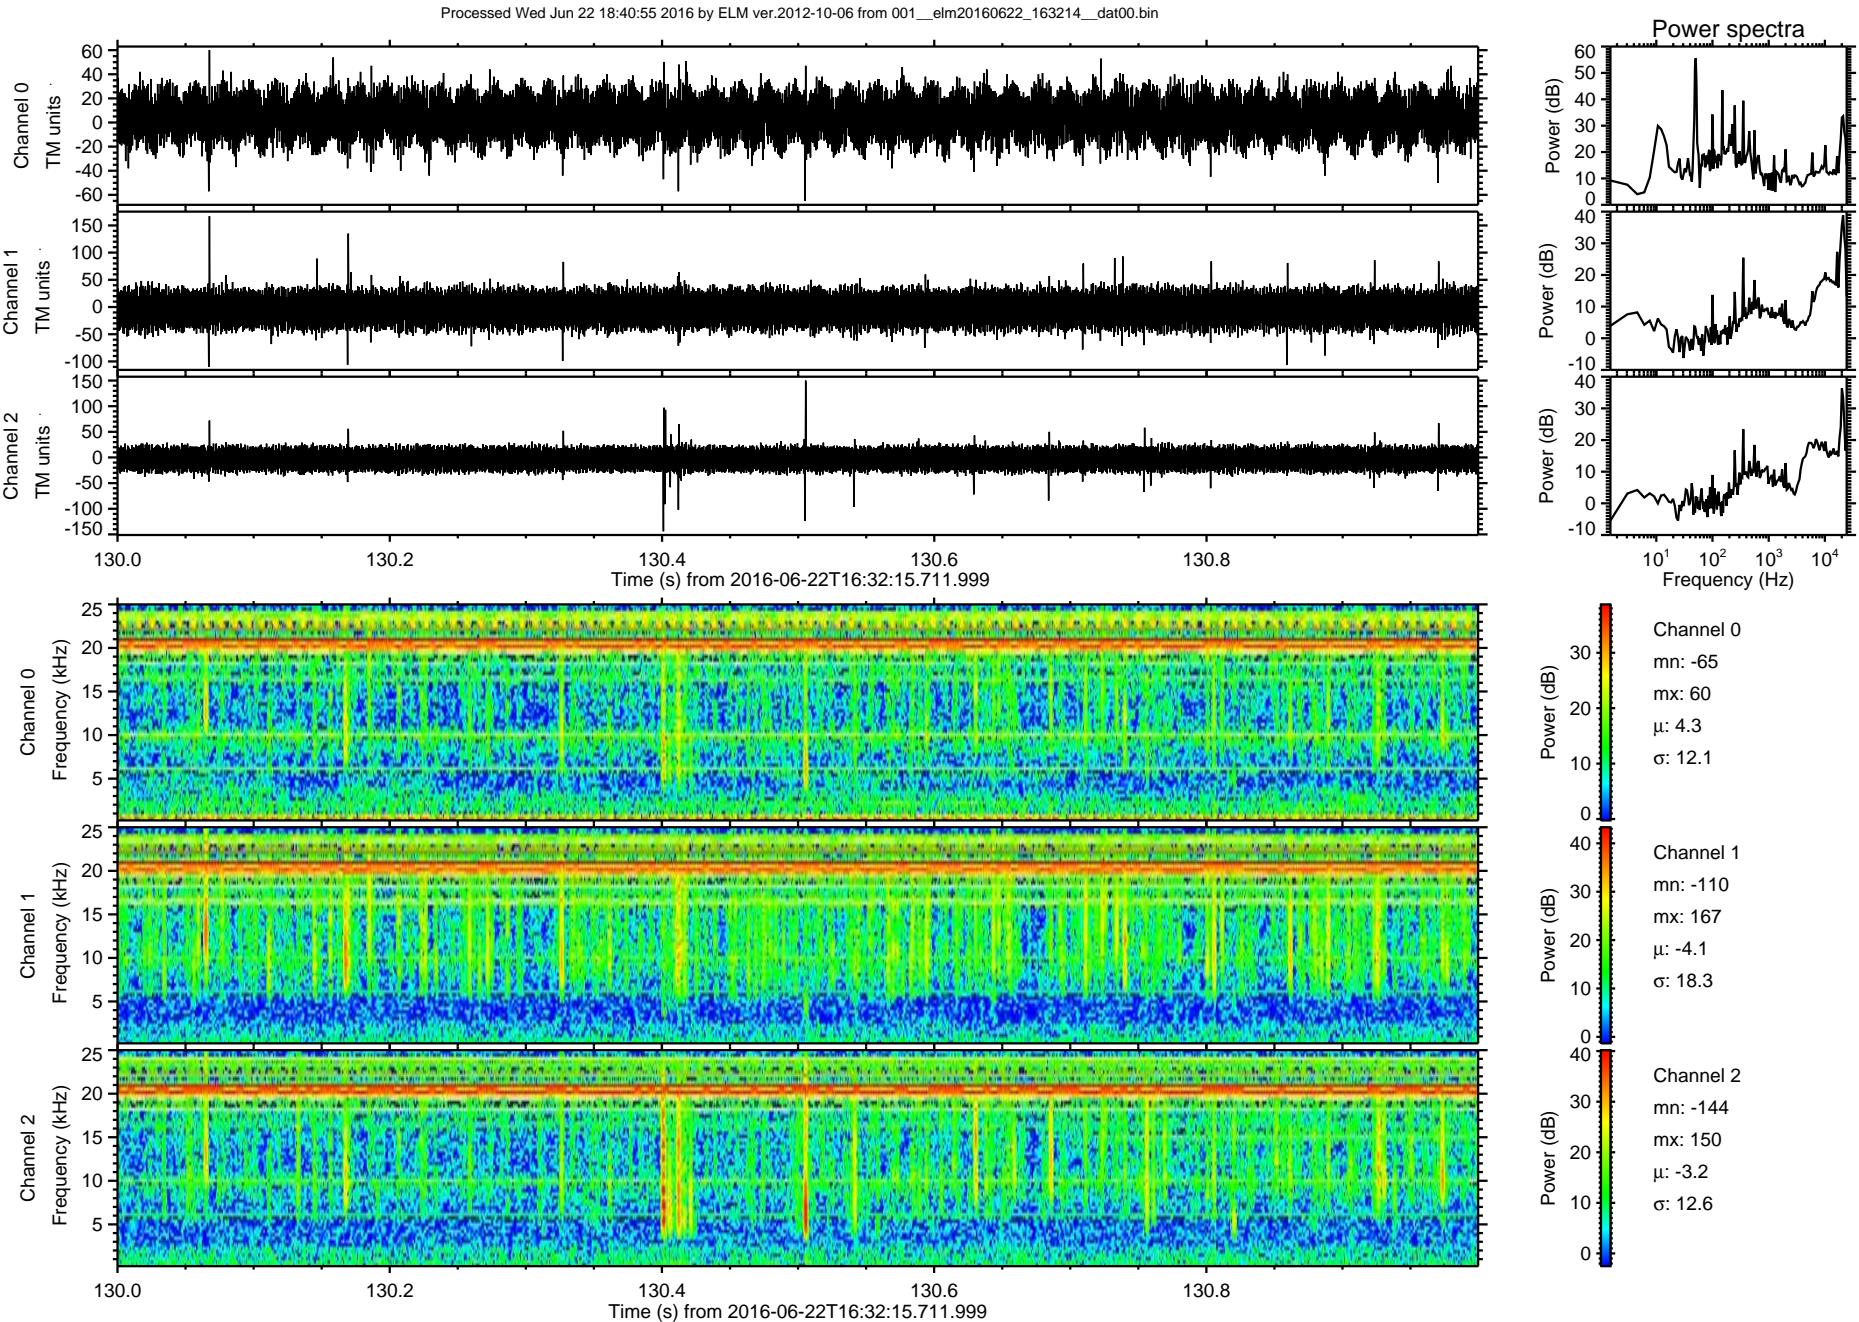 Processed Wed Jun 22 18:40:55 2016 by ELM ver.2012-10-06 from 001__elm20160622_163214__dat00.bin
Power spectra
Channel 0
TM units
60
40
20
0
-20
-40
-60
Power (dB)
60
50
40
30
20
10
0
Channel 1
TM units
150
100
50
0
-50
-100
Power (dB)
40
30
20
10
0
-10
Channel 2
TM units
150
100
50
0
-50
-100
-150
Power (dB)
40
30
20
10
0
-10
130.0 130.2 130.4 130.6 130.8
Time (s) from 2016-06-22T16:32:15.711.999
10^1 10^2 10^3 10^4
Frequency (Hz)
Channel 0
Frequency (kHz)
25
20
15
10
5
Power (dB)
30
20
10
0
Channel 0
mn: -65
mx: 60
μ: 4.3
σ: 12.1
Channel 1
Frequency (kHz)
25
20
15
10
5
Power (dB)
40
30
20
10
0
Channel 1
mn: -110
mx: 167
μ: -4.1
σ: 18.3
Channel 2
Frequency (kHz)
25
20
15
10
5
Power (dB)
40
30
20
10
0
Channel 2
mn: -144
mx: 150
μ: -3.2
σ: 12.6
130.0 130.2 130.4 130.6 130.8
Time (s) from 2016-06-22T16:32:15.711.999